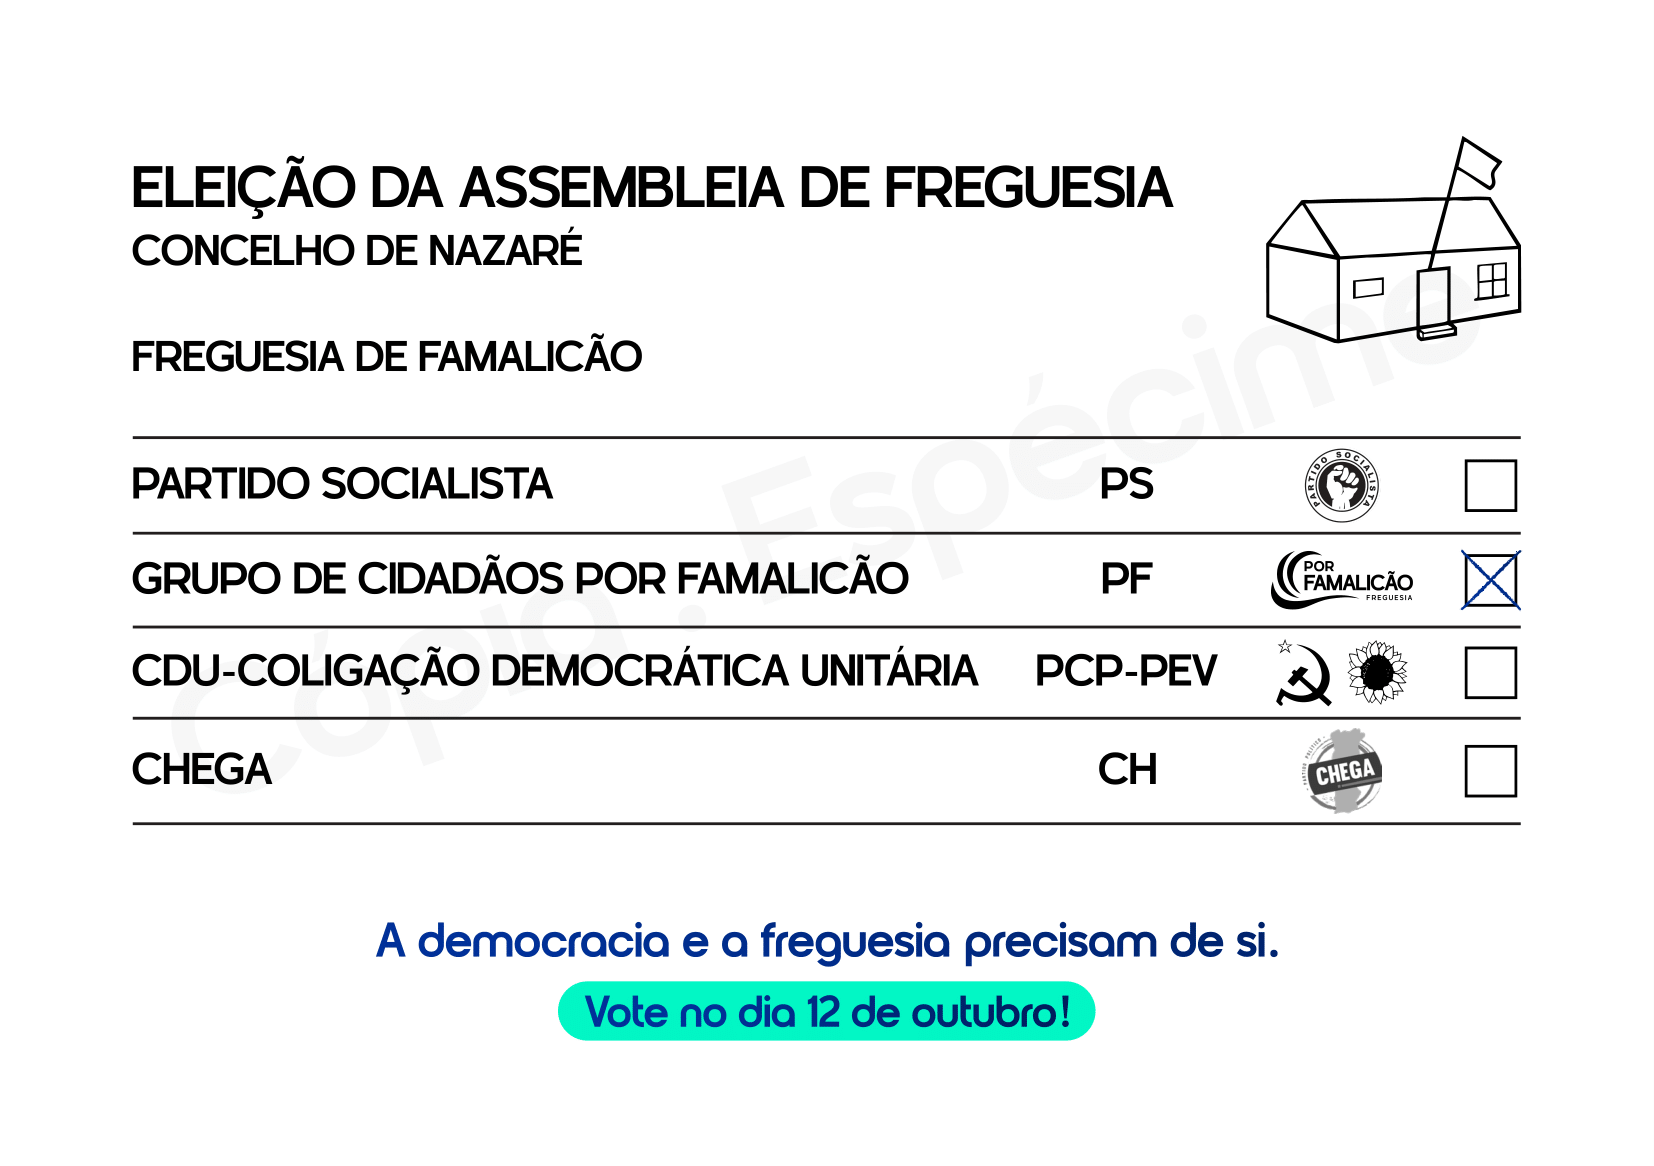 ELEIÇÃO DA ASSEMBLEIA DE FREGUESIA
CONCELHO DE NAZARÉ
FREGUESIA DE FAMALICÃO
PARTIDO SOCIALISTA PS PARTIDO SOCIALISTA
GRUPO DE CIDADÃOS POR FAMALICÃO PF POR
FAMALICÃO
FREGUESIA
CDU-COLIGAÇÃO DEMOCRÁTICA UNITÁRIA PCP-PEV
CHEGA CH CHEGA
Cópia . Espécime
A democracia e a freguesia precisam de si.
Vote no dia 12 de outubro!